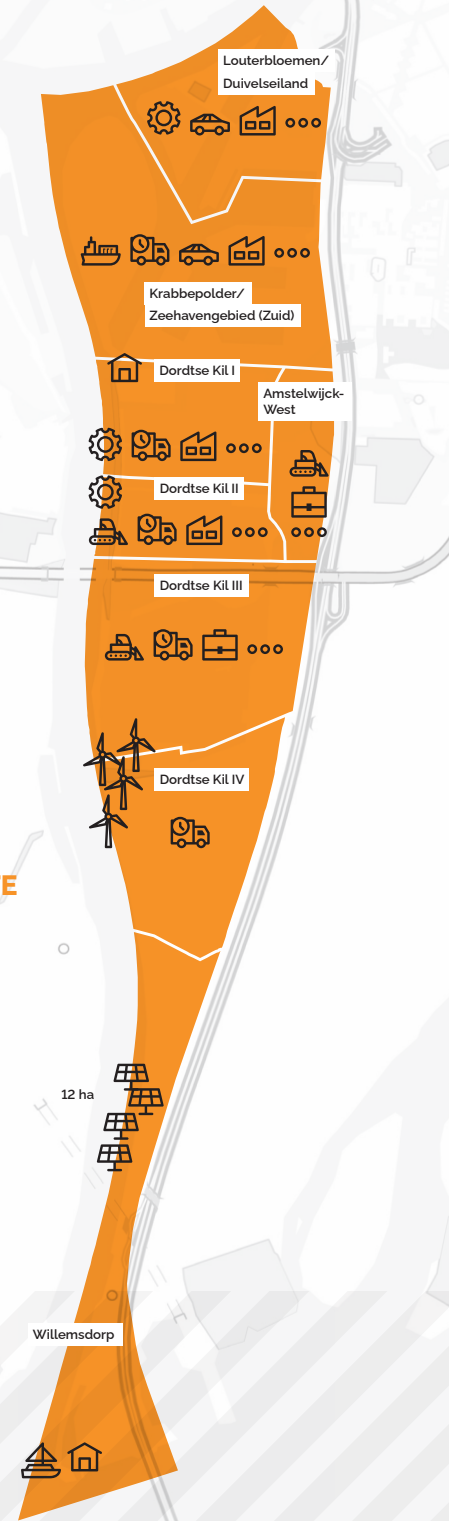 Louterbloemen/
Duivelseiland
Krabbepolder/
Zeehavengebied (Zuid)
Dordtse Kil I
Amstelwijck-
West
Dordtse Kil II
Dordtse Kil III
Dordtse Kil IV
E
12 ha
Willemsdorp